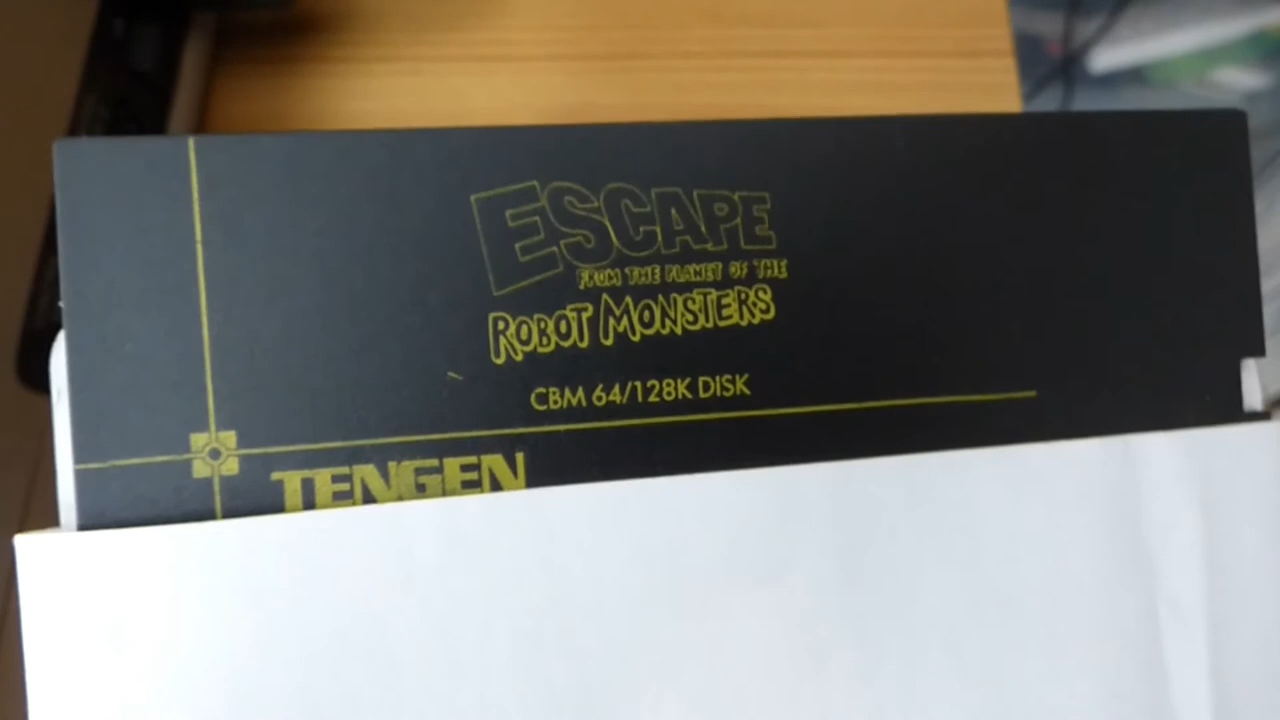 ESCAPE
FROM THE PLANET OF THE
ROBOT MONSTERS
CBM 64/128K DISK
TENGEN